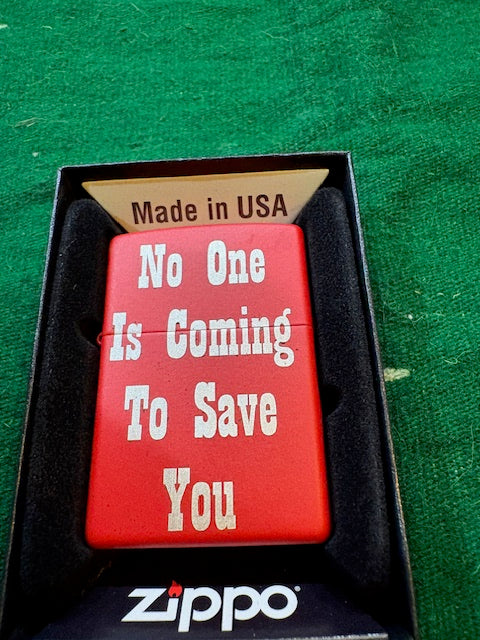 Made in USA
No One
Is Coming
To Save
You
zippo